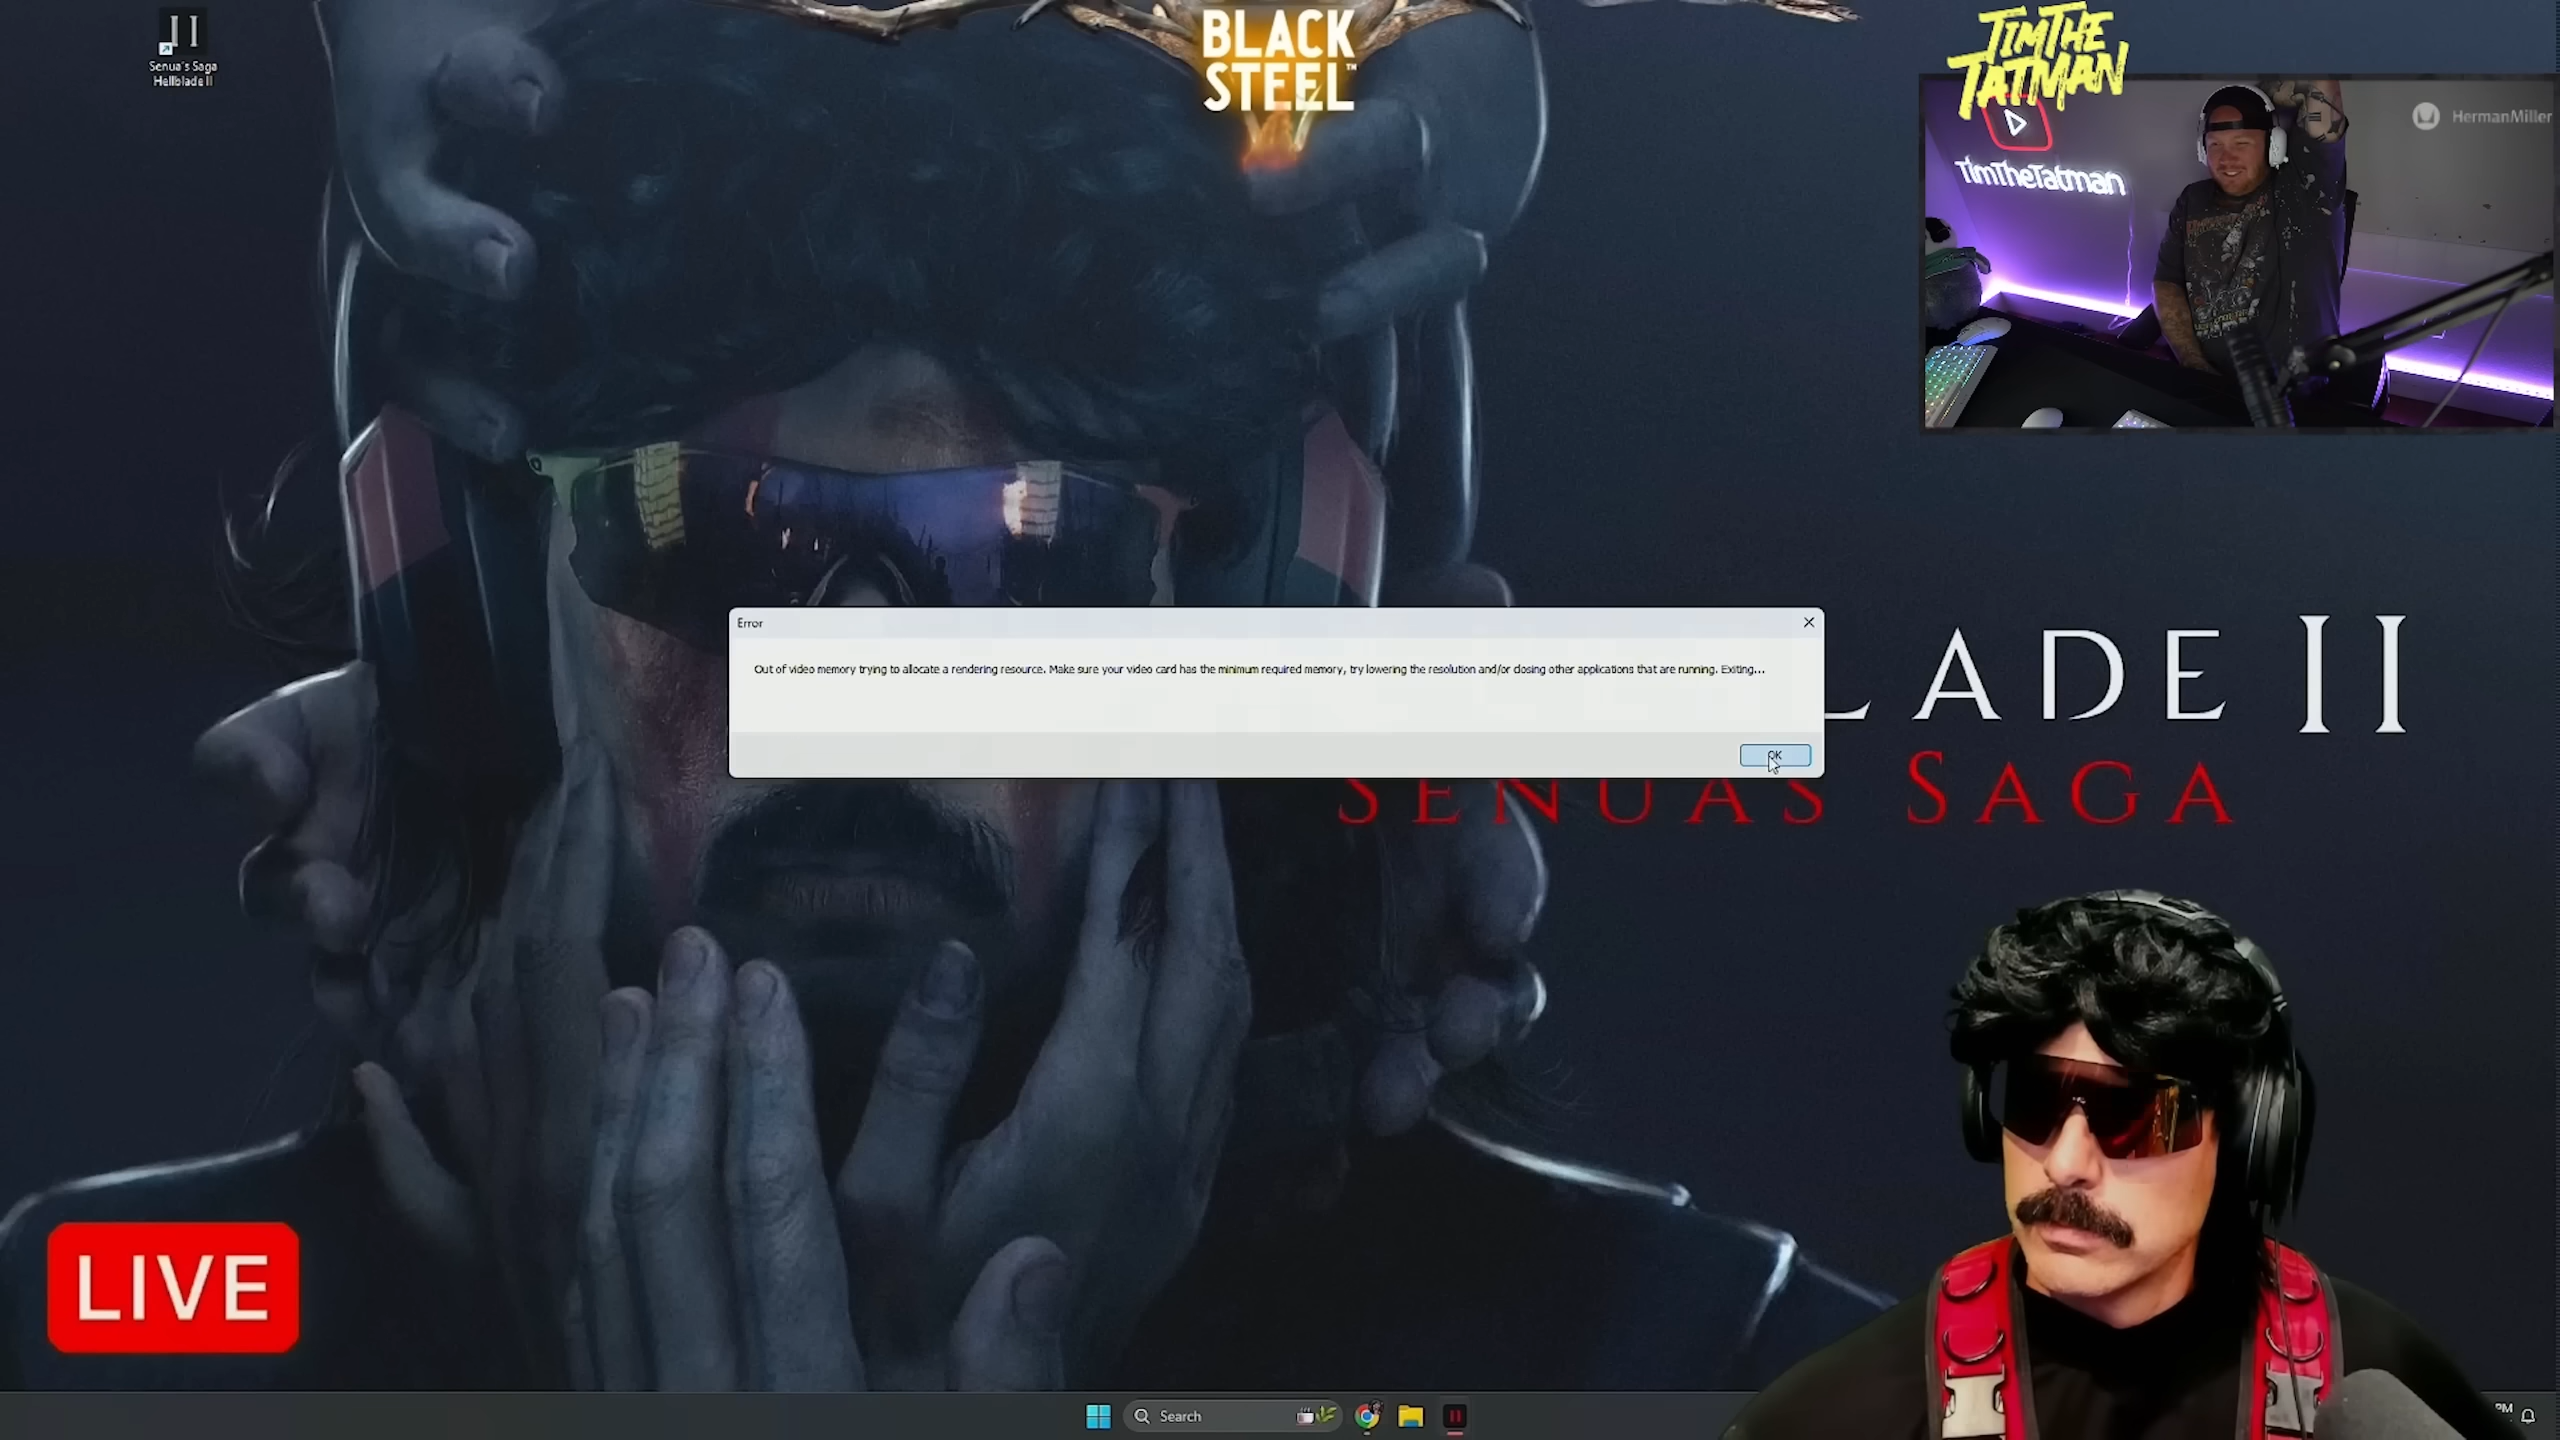 Senua's Saga
Hellblade II
BLACK
STEEL™
TIMTHE
TATMAN
HermanMiller
TimTheTatman
Error
Out of video memory trying to allocate a rendering resource. Make sure your video card has the minimum required memory, try lowering the resolution and/or closing other applications that are running. Exiting...
OK
LADE II
SENUAS SAGA
LIVE
Search
PM